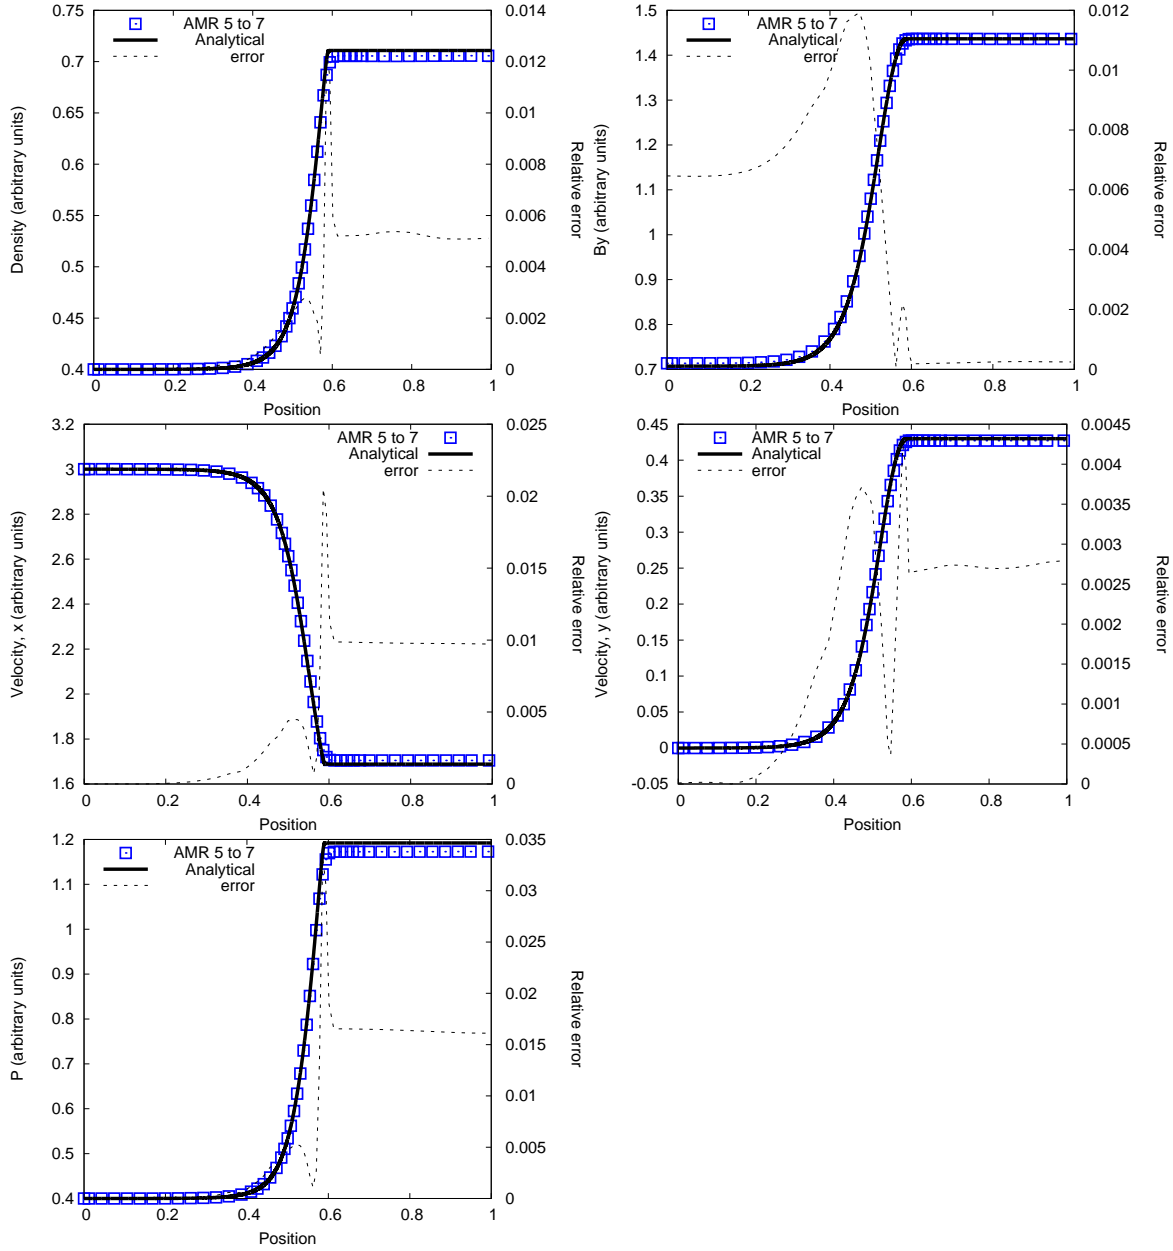 AMR 5 to 7
Analytical
error
Density (arbitrary units)
0.75
0.7
0.65
0.6
0.55
0.5
0.45
0.4
0 0.2 0.4 0.6 0.8 1
Position
0.014
0.012
0.01
0.008
0.006
0.004
0.002
0
Relative error
AMR 5 to 7
Analytical
error
By (arbitrary units)
1.5
1.4
1.3
1.2
1.1
1
0.9
0.8
0.7
0 0.2 0.4 0.6 0.8 1
Position
0.012
0.01
0.008
0.006
0.004
0.002
0
Relative error
AMR 5 to 7
Analytical
error
Velocity, x (arbitrary units)
3.2
3
2.8
2.6
2.4
2.2
2
1.8
1.6
0 0.2 0.4 0.6 0.8 1
Position
0.025
0.02
0.015
0.01
0.005
0
Relative error
AMR 5 to 7
Analytical
error
Velocity, y (arbitrary units)
0.45
0.4
0.35
0.3
0.25
0.2
0.15
0.1
0.05
0
-0.05
0 0.2 0.4 0.6 0.8 1
Position
0.0045
0.004
0.0035
0.003
0.0025
0.002
0.0015
0.001
0.0005
0
Relative error
AMR 5 to 7
Analytical
error
P (arbitrary units)
1.2
1.1
1
0.9
0.8
0.7
0.6
0.5
0.4
0 0.2 0.4 0.6 0.8 1
Position
0.035
0.03
0.025
0.02
0.015
0.01
0.005
0
Relative error